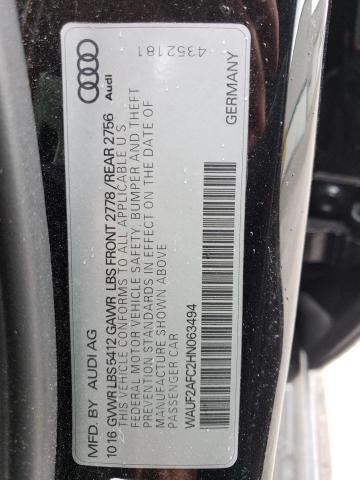 MFD. BY AUDI AG
10 16 GVWR LBS 5412 GAWR LBS FRONT 2778 / REAR 2756
THIS VEHICLE CONFORMS TO ALL APPLICABLE U S
FEDERAL MOTOR VEHICLE SAFETY, BUMPER AND THEFT
PREVENTION STANDARDS IN EFFECT ON THE DATE OF
MANUFACTURE SHOWN ABOVE
PASSENGER CAR
WAUF2AFC2HN063494
Audi
4352181
GERMANY